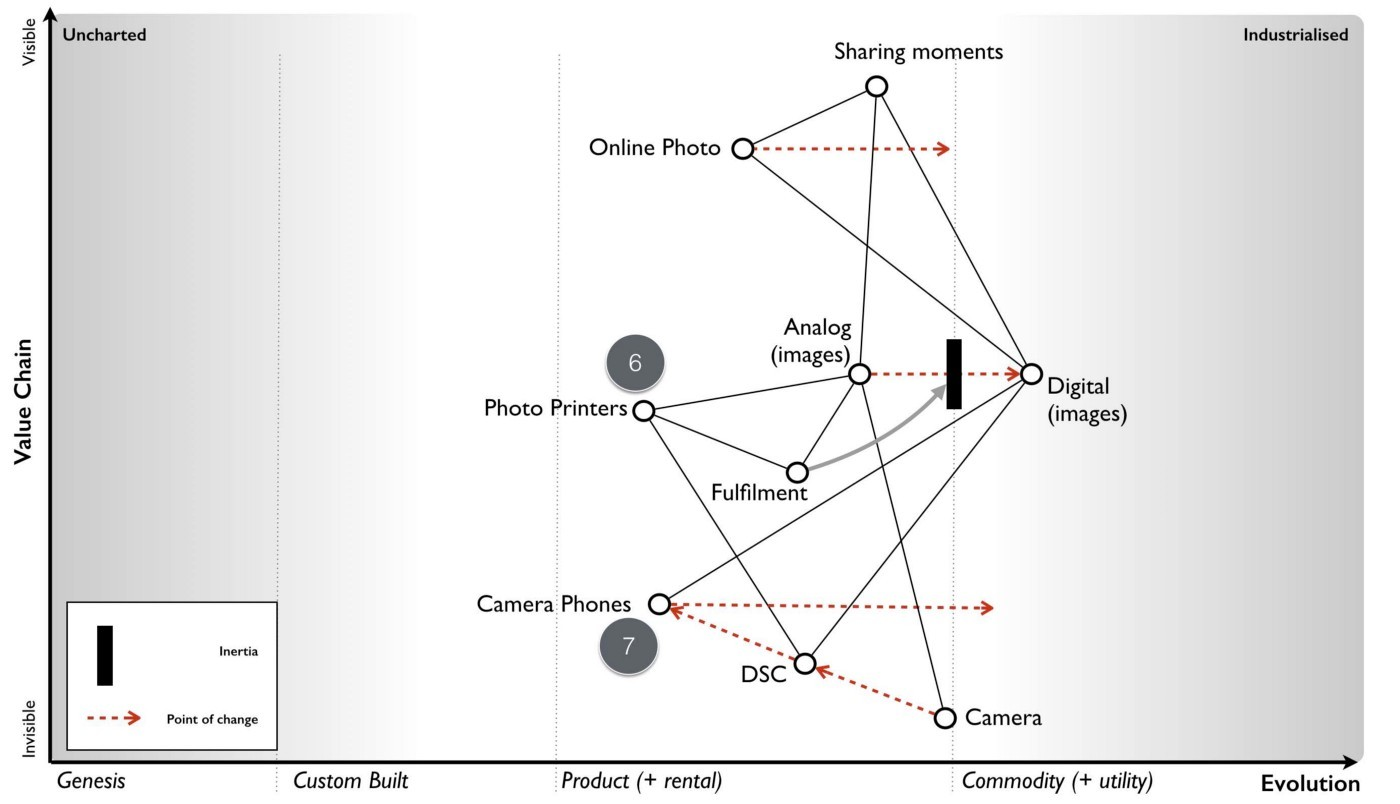 Visible
Uncharted
Industrialised
Sharing moments
Online Photo
Analog
(images)
6
Digital
(images)
Photo Printers
Value Chain
Fulfilment
Camera Phones
7
DSC
Inertia
Camera
Point of change
Invisible
Genesis
Custom Built
Product (+ rental)
Commodity (+ utility)
Evolution